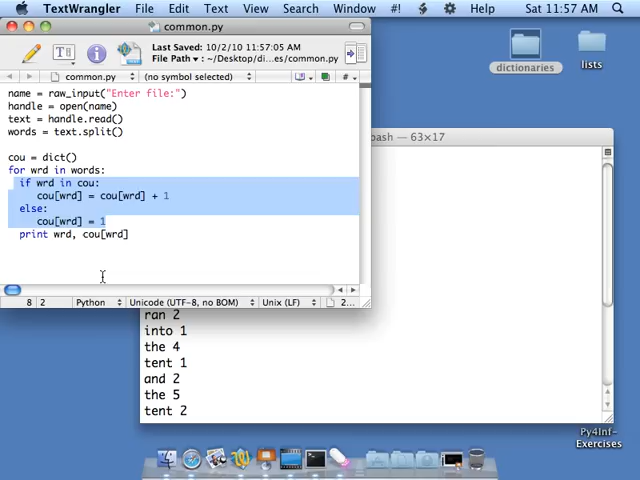 TextWrangler File Edit Text View Search Window #! Help Sat 11:57 AM
common.py
Last Saved: 10/2/10 11:57:05 AM
File Path: ~/Desktop/di...es/common.py
common.py (no symbol selected) #
name = raw_input("Enter file:")
handle = open(name)
text = handle.read()
words = text.split()
cou = dict()
for wrd in words:
if wrd in cou:
cou[wrd] = cou[wrd] + 1
else:
cou[wrd] = 1
print wrd, cou[wrd]
8 2 Python Unicode (UTF-8, no BOM) Unix (LF) 2...
dictionaries
lists
bash — 63×17
ran 2
into 1
the 4
tent 1
and 2
the 5
tent 2
Py4Inf-
Exercises